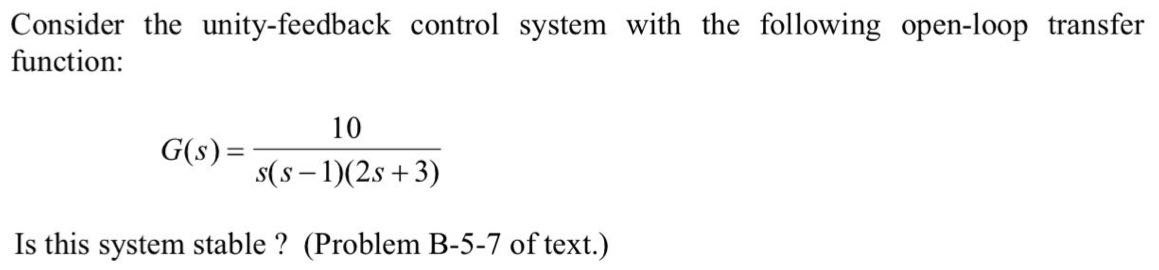 Consider the unity-feedback control system with the following open-loop transfer
function:
G(s) = 10 / s(s − 1)(2s + 3)
Is this system stable ? (Problem B-5-7 of text.)